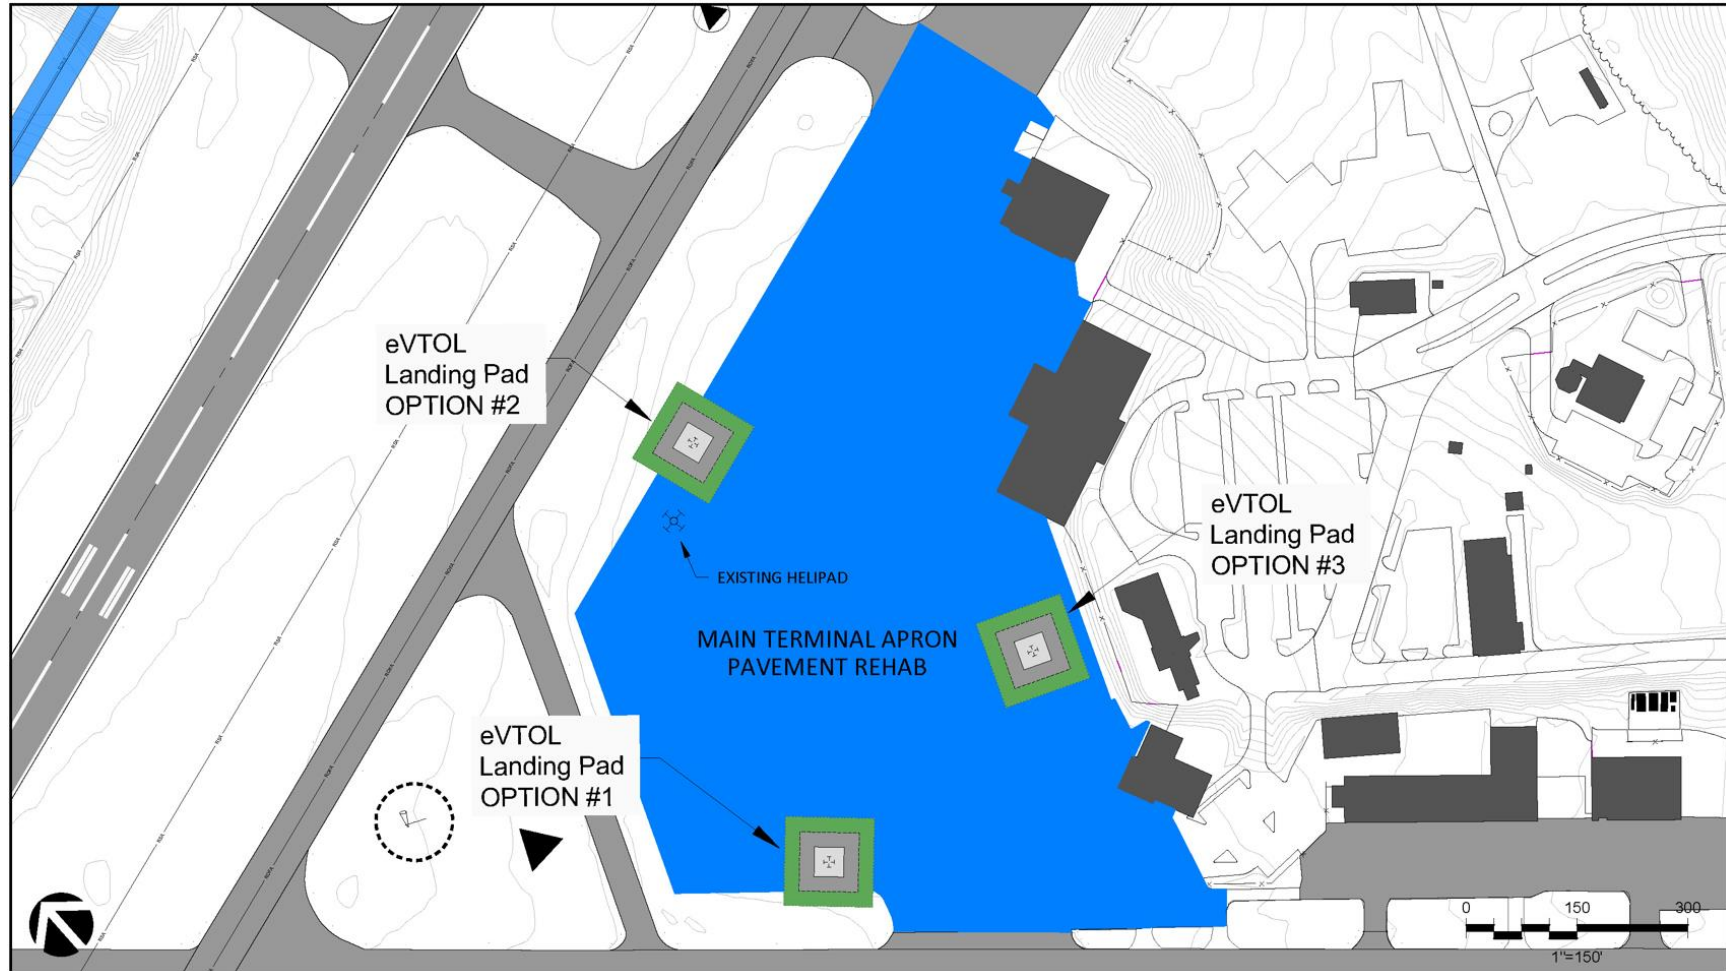 eVTOL
Landing Pad
OPTION #2
eVTOL
Landing Pad
OPTION #3
EXISTING HELIPAD
MAIN TERMINAL APRON
PAVEMENT REHAB
eVTOL
Landing Pad
OPTION #1
0 150 300
1"=150'